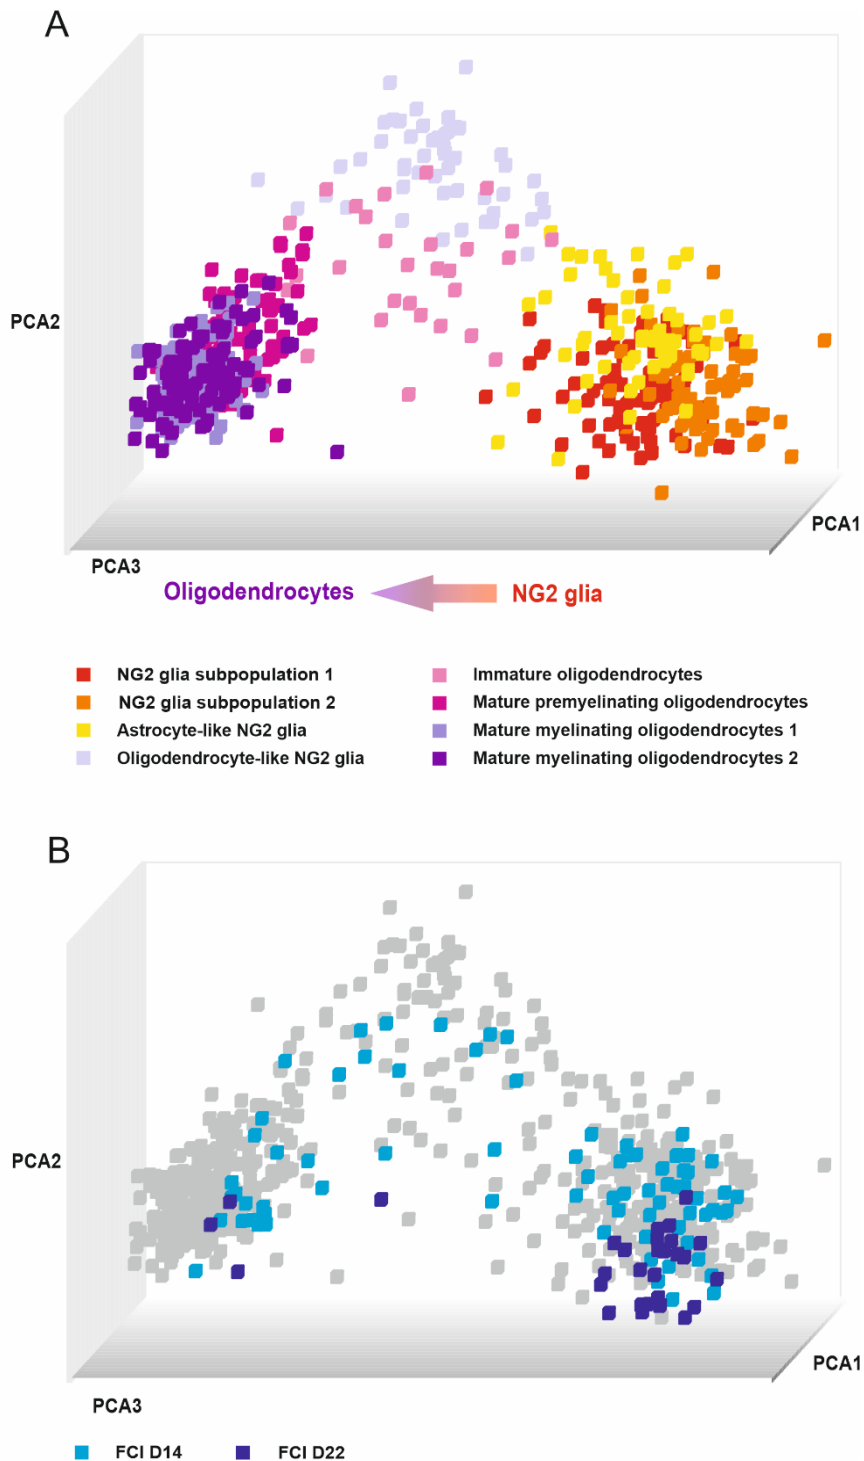 A
PCA2
PCA1
PCA3
Oligodendrocytes NG2 glia
NG2 glia subpopulation 1
NG2 glia subpopulation 2
Astrocyte-like NG2 glia
Oligodendrocyte-like NG2 glia
Immature oligodendrocytes
Mature premyelinating oligodendrocytes
Mature myelinating oligodendrocytes 1
Mature myelinating oligodendrocytes 2
B
PCA2
PCA1
PCA3
FCI D14 FCI D22